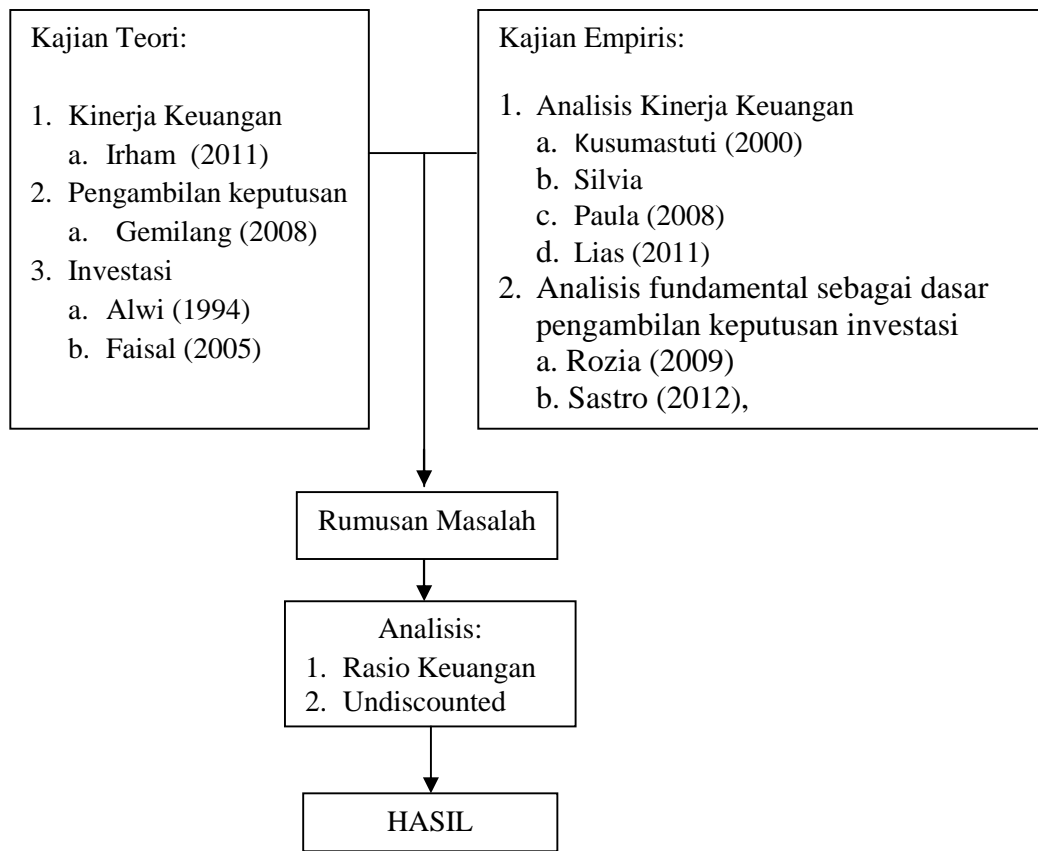 Kajian Teori:
1. Kinerja Keuangan
a. Irham (2011)
2. Pengambilan keputusan
a. Gemilang (2008)
3. Investasi
a. Alwi (1994)
b. Faisal (2005)
Kajian Empiris:
1. Analisis Kinerja Keuangan
a. Kusumastuti (2000)
b. Silvia
c. Paula (2008)
d. Lias (2011)
2. Analisis fundamental sebagai dasar
pengambilan keputusan investasi
a. Rozia (2009)
b. Sastro (2012),
Rumusan Masalah
Analisis:
1. Rasio Keuangan
2. Undiscounted
HASIL